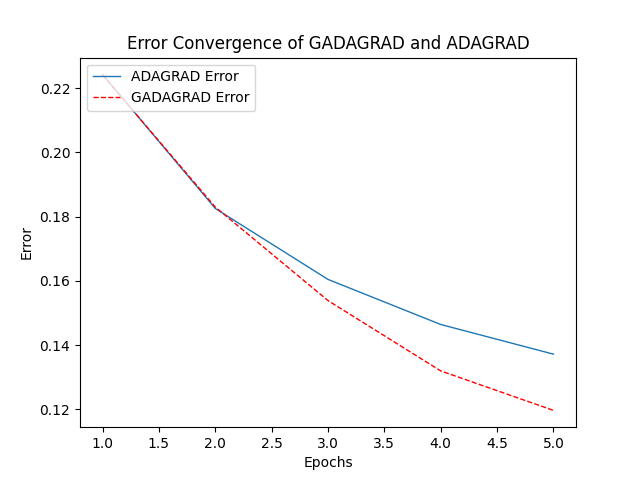 Error Convergence of GADAGRAD and ADAGRAD
ADAGRAD Error
GADAGRAD Error
0.22
0.20
0.18
0.16
0.14
0.12
Error
1.0 1.5 2.0 2.5 3.0 3.5 4.0 4.5 5.0
Epochs